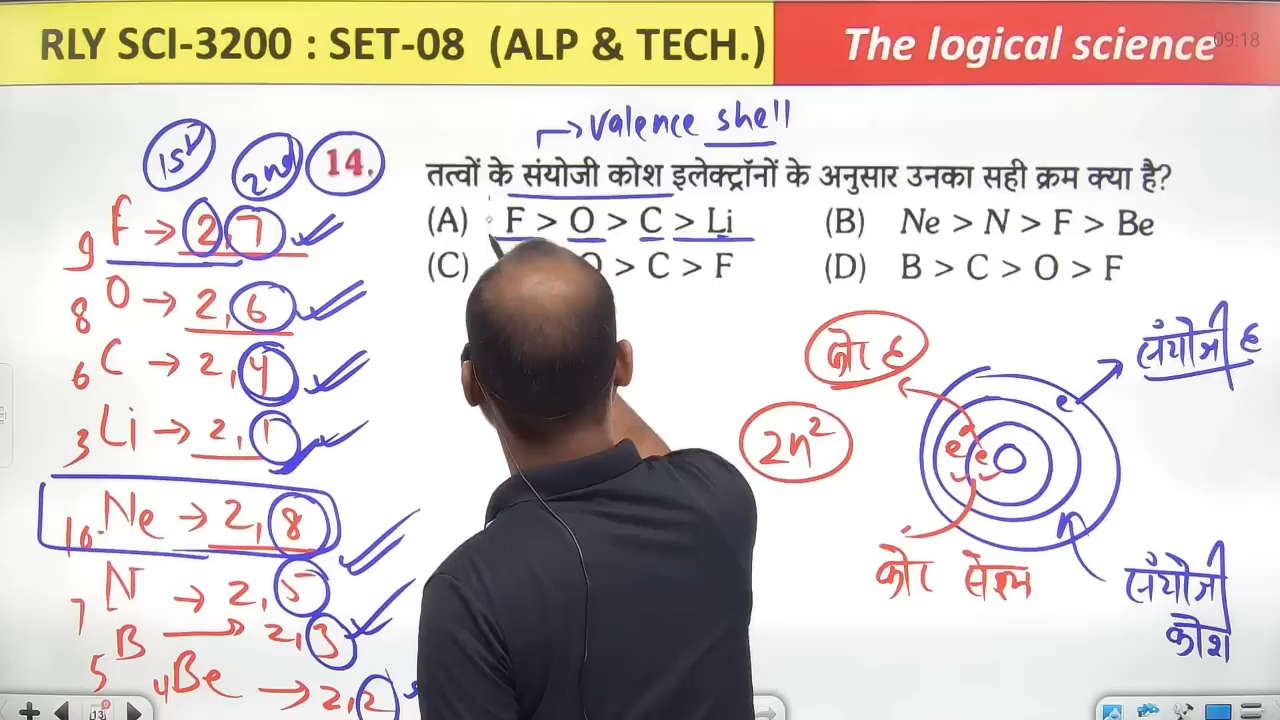 RLY SCI-3200 : SET-08 (ALP & TECH.) The logical science
09:18
1st 2nd 14.
→ valence shell
तत्वों के संयोजी कोश इलेक्ट्रॉनों के अनुसार उनका सही क्रम क्या है?
(A) F > O > C > Li (B) Ne > N > F > Be
(C) > C > F (D) B > C > O > F
9 F → 2,7
8 O → 2,6
6 C → 2,4
3 Li → 2,1
10 Ne → 2,8
7 N → 2,5
5 B → 2,3
4 Be → 2,2
कोर e
संयोजी e
2n²
e e e
कोर
संयोजी
कोश
13